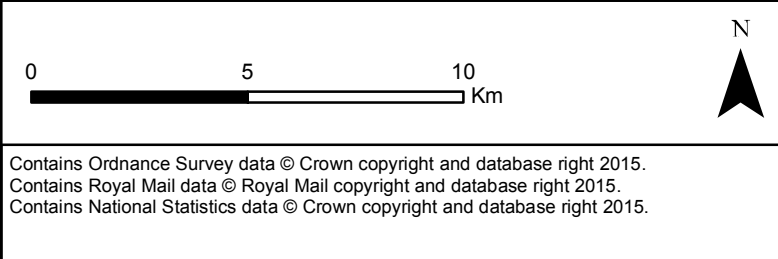 N
0 5 10
Km
Contains Ordnance Survey data © Crown copyright and database right 2015.
Contains Royal Mail data © Royal Mail copyright and database right 2015.
Contains National Statistics data © Crown copyright and database right 2015.